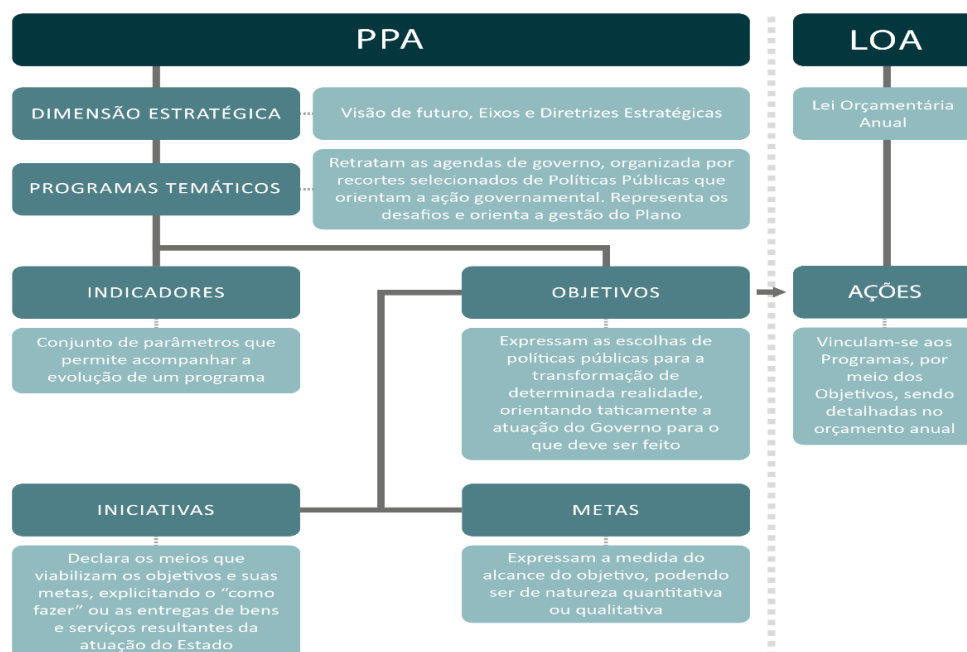 PPA
LOA
DIMENSÃO ESTRATÉGICA
Visão de futuro, Eixos e Diretrizes Estratégicas
Lei Orçamentária
Anual
PROGRAMAS TEMÁTICOS
Retratam as agendas de governo, organizada por
recortes selecionados de Políticas Públicas que
orientam a ação governamental. Representa os
desafios e orienta a gestão do Plano
INDICADORES
OBJETIVOS
AÇÕES
Conjunto de parâmetros que
permite acompanhar a
evolução de um programa
Expressam as escolhas de
políticas públicas para a
transformação de
determinada realidade,
orientando taticamente a
atuação do Governo para o
que deve ser feito
Vinculam-se aos
Programas, por
meio dos
Objetivos, sendo
detalhadas no
orçamento anual
INICIATIVAS
METAS
Declara os meios que
viabilizam os objetivos e suas
metas, explicitando o “como
fazer” ou as entregas de bens
e serviços resultantes da
atuação do Estado
Expressam a medida do
alcance do objetivo, podendo
ser de natureza quantitativa
ou qualitativa